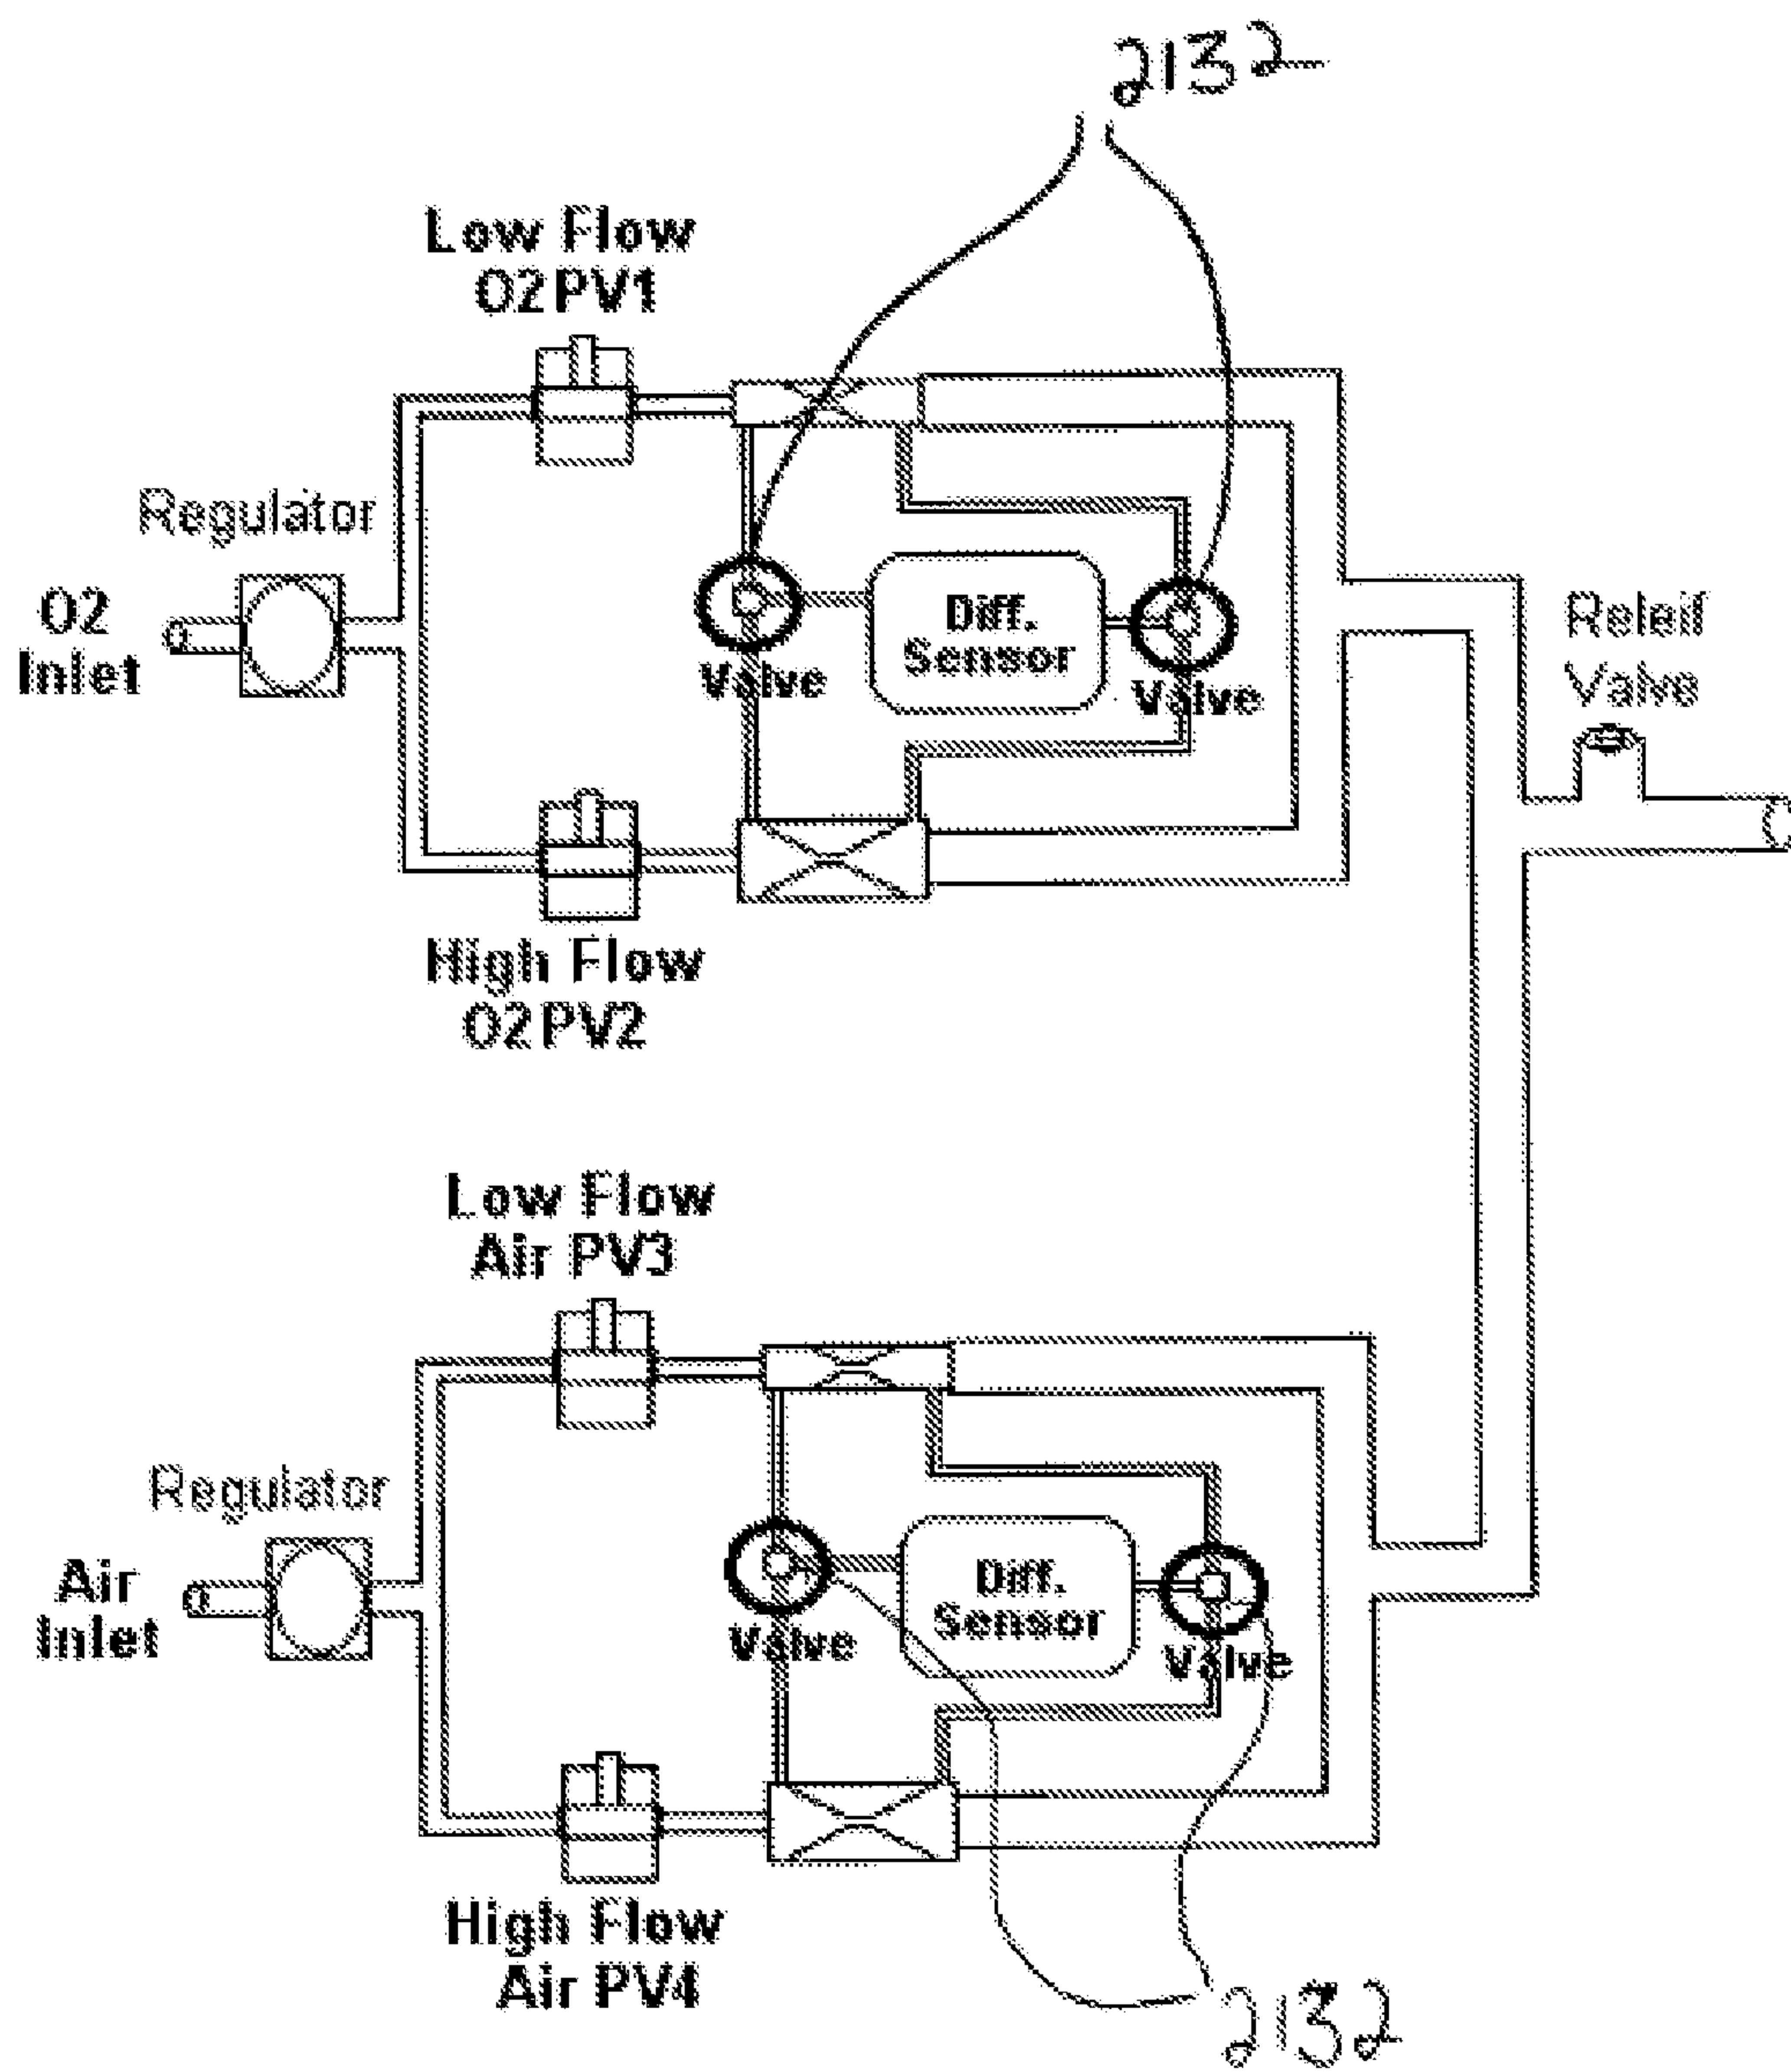 2132
Low Flow
O2 PV1
Regulator
O2
Inlet
Diff.
Sensor
Valve
Valve
Releif
Valve
High Flow
O2 PV2
Low Flow
Air PV3
Regulator
Air
Inlet
Diff.
Sensor
Valve
Valve
High Flow
Air PV4
2132